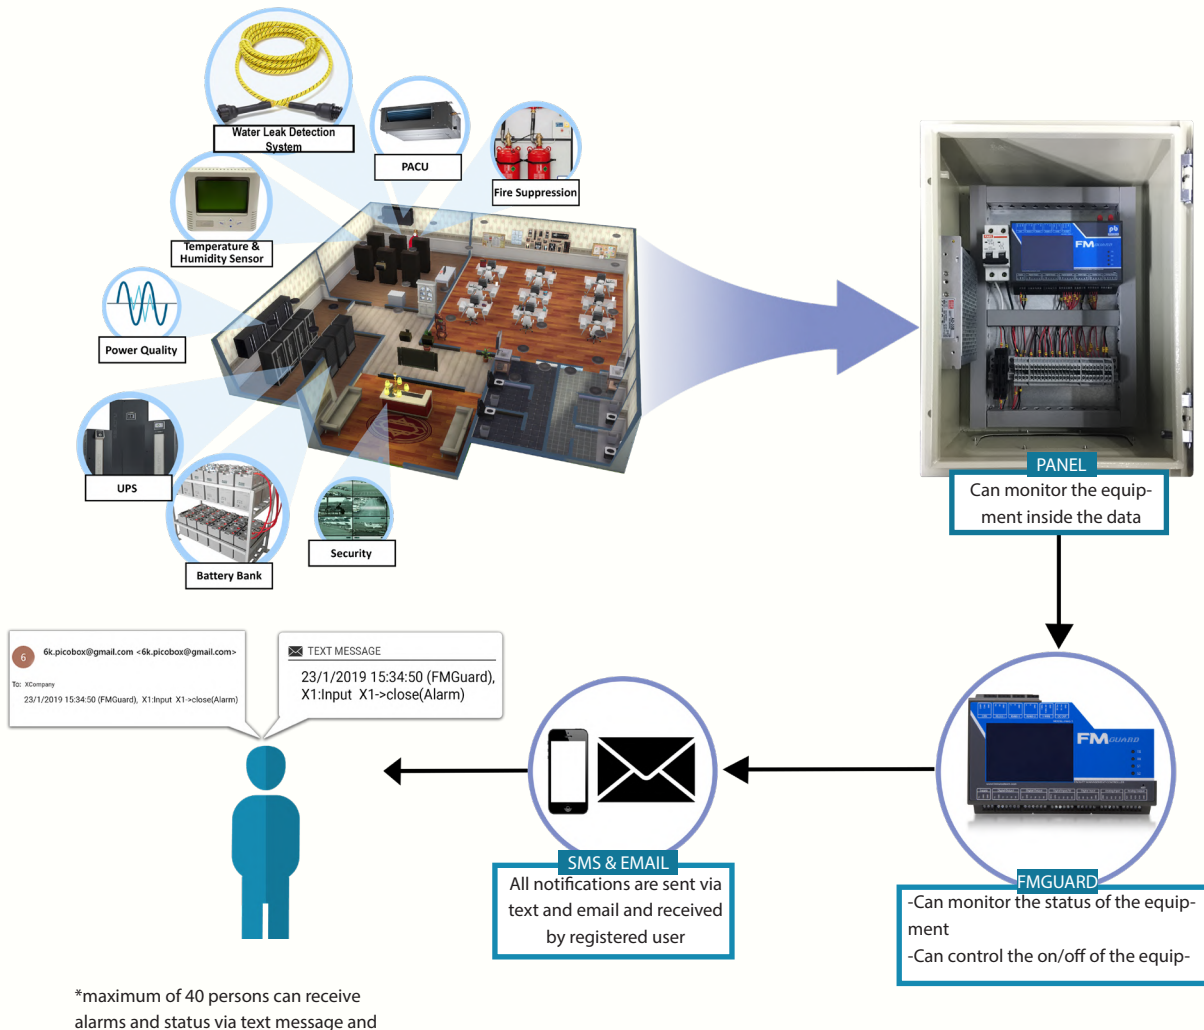 Water Leak Detection
System
PACU
Fire Suppression
Temperature &
Humidity Sensor
Power Quality
UPS
Battery Bank
Security
FMGUARD
pb
PANEL
Can monitor the equip-
ment inside the data
6
6k.picobox@gmail.com <6k.picobox@gmail.com>
To: XCompany
23/1/2019 15:34:50 (FMGuard), X1:Input X1->close(Alarm)
TEXT MESSAGE
23/1/2019 15:34:50 (FMGuard),
X1:Input X1->close(Alarm)
SMS & EMAIL
All notifications are sent via
text and email and received
by registered user
FMGUARD
FMGUARD
-Can monitor the status of the equip-
ment
-Can control the on/off of the equip-
*maximum of 40 persons can receive
alarms and status via text message and